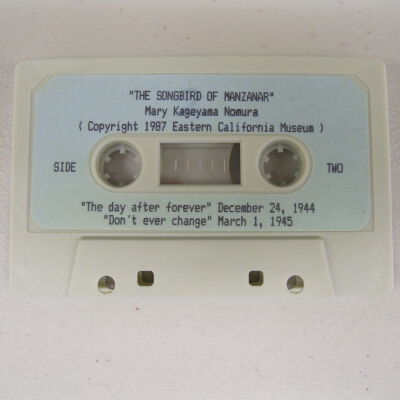 "THE SONGBIRD OF MANZANAR"
Mary Kageyama Nomura
( Copyright 1987 Eastern California Museum )
SIDE TWO
"The day after forever" December 24, 1944
"Don't ever change" March 1, 1945